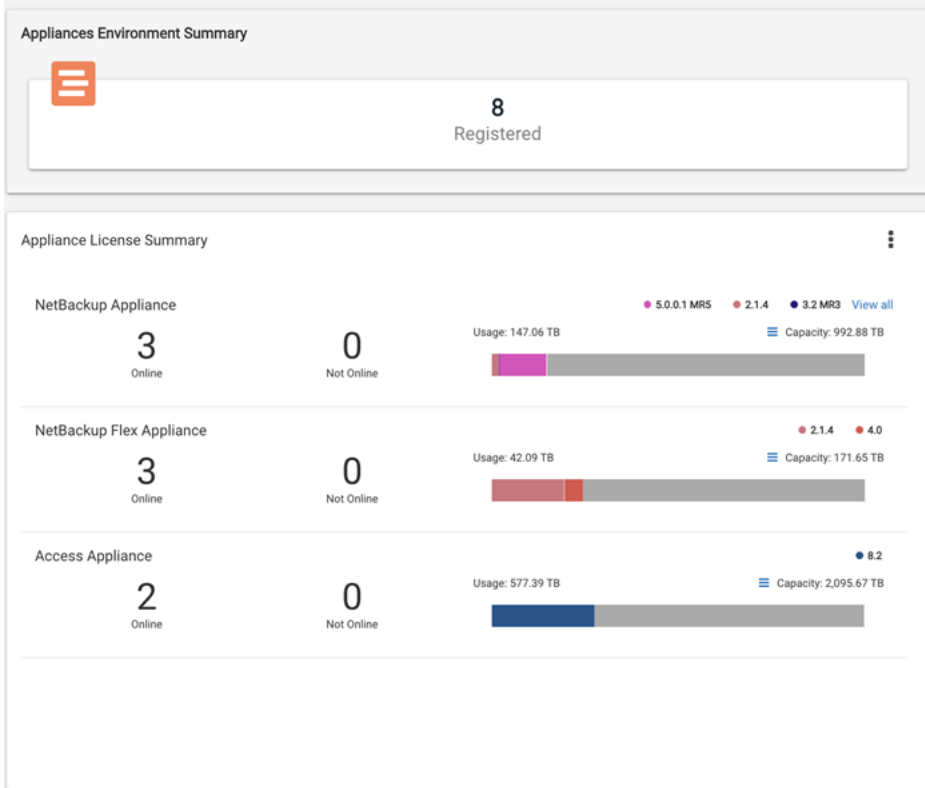 Appliances Environment Summary
8
Registered
Appliance License Summary
NetBackup Appliance
5.0.0.1 MR5 2.1.4 3.2 MR3 View all
3 Online
0 Not Online
Usage: 147.06 TB Capacity: 992.88 TB
NetBackup Flex Appliance
2.1.4 4.0
3 Online
0 Not Online
Usage: 42.09 TB Capacity: 171.65 TB
Access Appliance
8.2
2 Online
0 Not Online
Usage: 577.39 TB Capacity: 2,095.67 TB